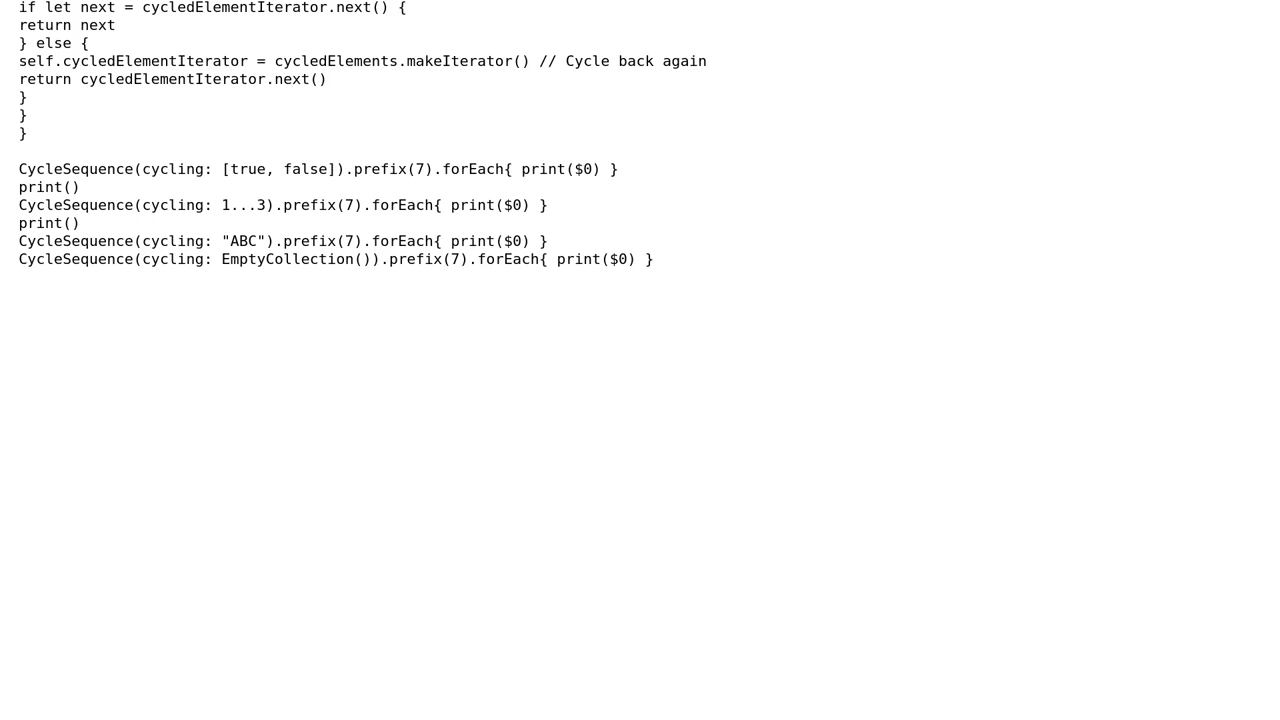 if let next = cycledElementIterator.next() {
return next
} else {
self.cycledElementIterator = cycledElements.makeIterator() // Cycle back again
return cycledElementIterator.next()
}
}
}
CycleSequence(cycling: [true, false]).prefix(7).forEach{ print($0) }
print()
CycleSequence(cycling: 1...3).prefix(7).forEach{ print($0) }
print()
CycleSequence(cycling: "ABC").prefix(7).forEach{ print($0) }
CycleSequence(cycling: EmptyCollection()).prefix(7).forEach{ print($0) }